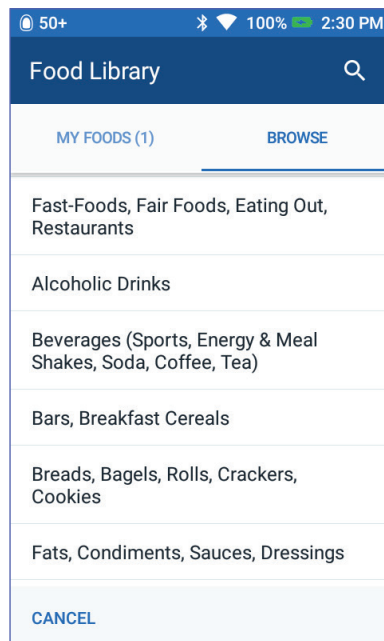 50+ 100% 2:30 PM
Food Library
MY FOODS (1) BROWSE
Fast-Foods, Fair Foods, Eating Out,
Restaurants
Alcoholic Drinks
Beverages (Sports, Energy & Meal
Shakes, Soda, Coffee, Tea)
Bars, Breakfast Cereals
Breads, Bagels, Rolls, Crackers,
Cookies
Fats, Condiments, Sauces, Dressings
CANCEL